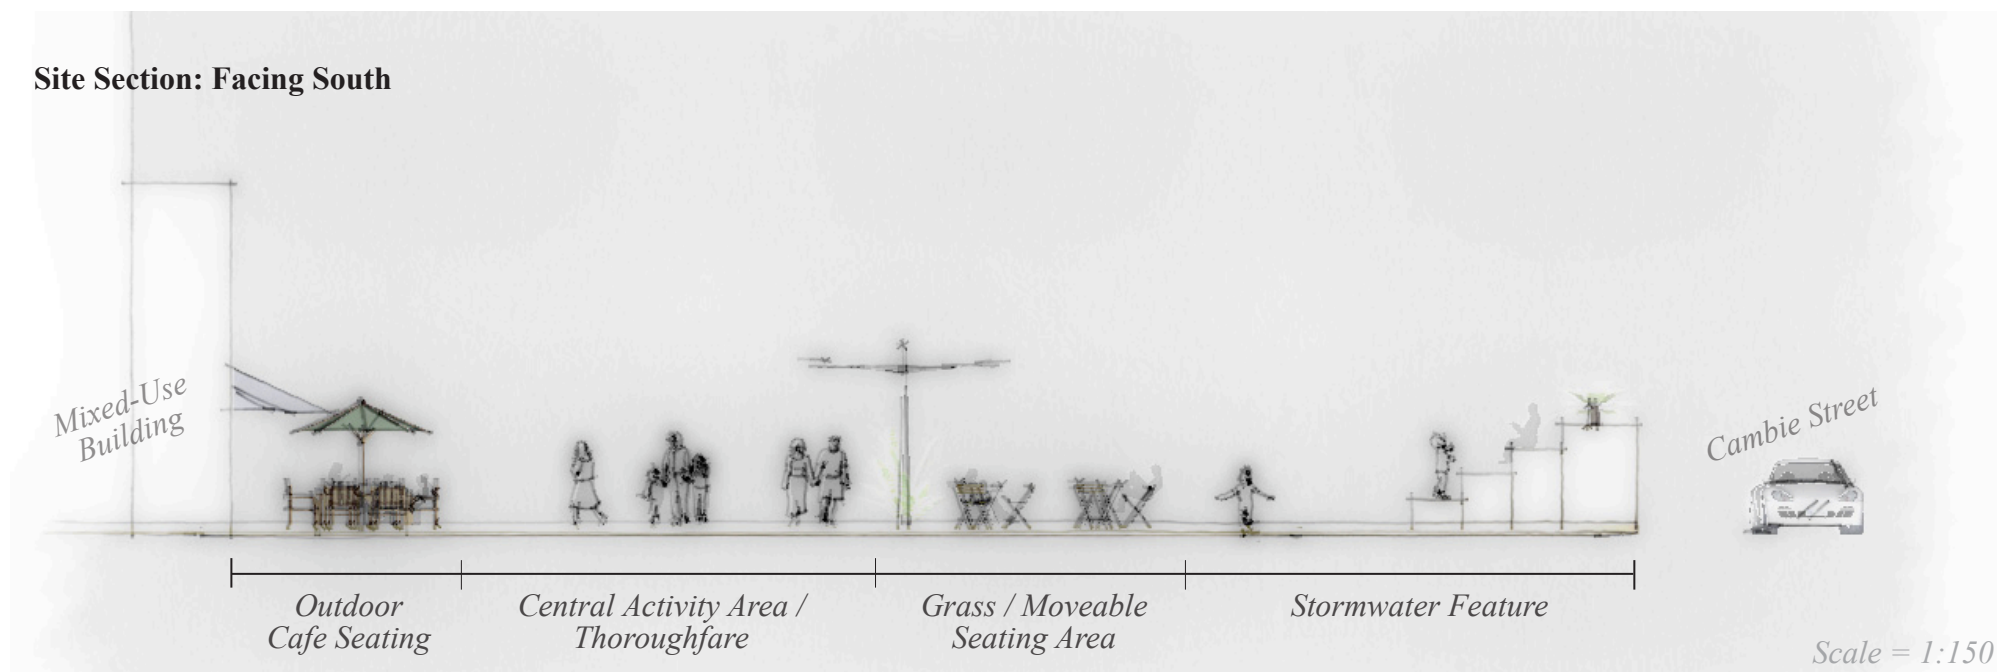 Site Section: Facing South
Mixed-Use
Building
Cambie Street
Outdoor
Cafe Seating
Central Activity Area /
Thoroughfare
Grass / Moveable
Seating Area
Stormwater Feature
Scale = 1:150